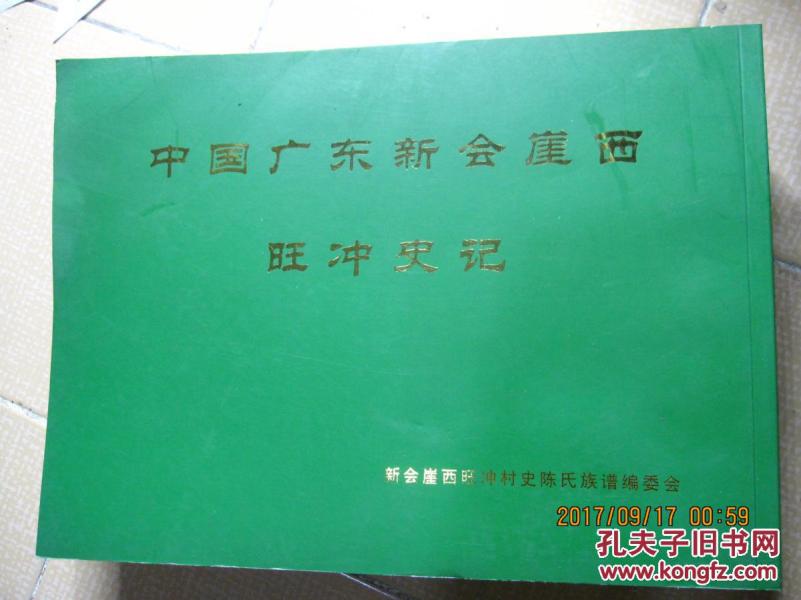 中国广东新会崖西
旺冲史记
新会崖西旺冲村史陈氏族谱编委会
2017/09/17 00:59
孔夫子旧书网
www.kongfz.com